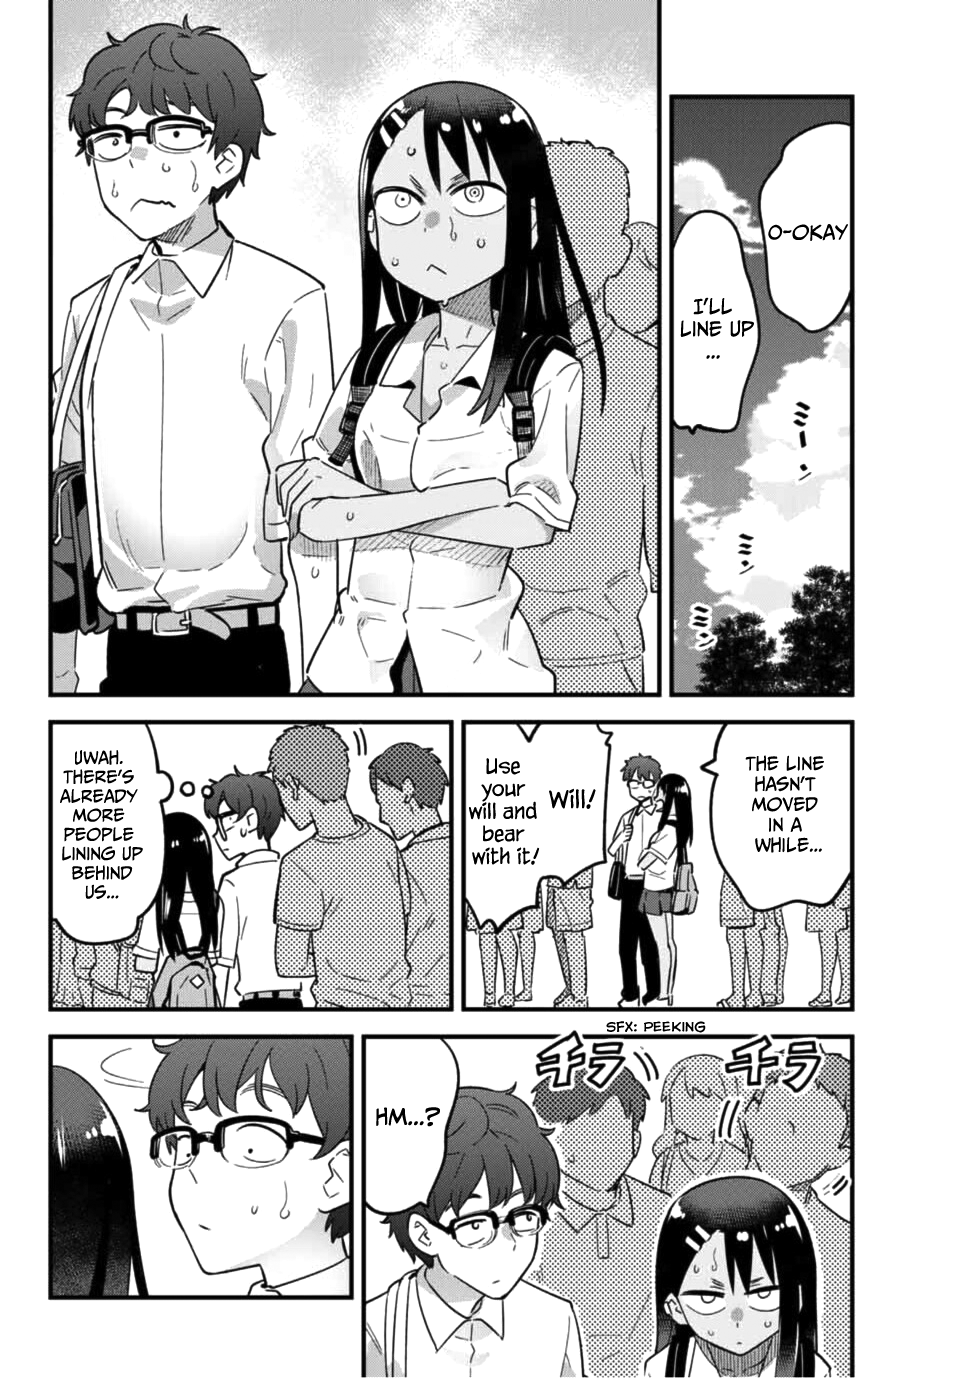 O-OKAY
I'LL
LINE UP
...
ミーン
ミーン
ミン
THE LINE
HASN'T
MOVED
IN A
WHILE...
Will!
Use
your
will and
bear
with it!
UWAH.
THERE'S
ALREADY
MORE
PEOPLE
LINING UP
BEHIND
US...
SFX: PEEKING
チラ
チラ
HM...?